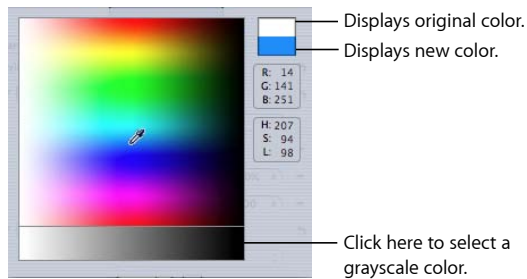 Displays original color.
Displays new color.
R: 14
G: 141
B: 251
H: 207
S: 94
L: 98
Click here to select a
grayscale color.